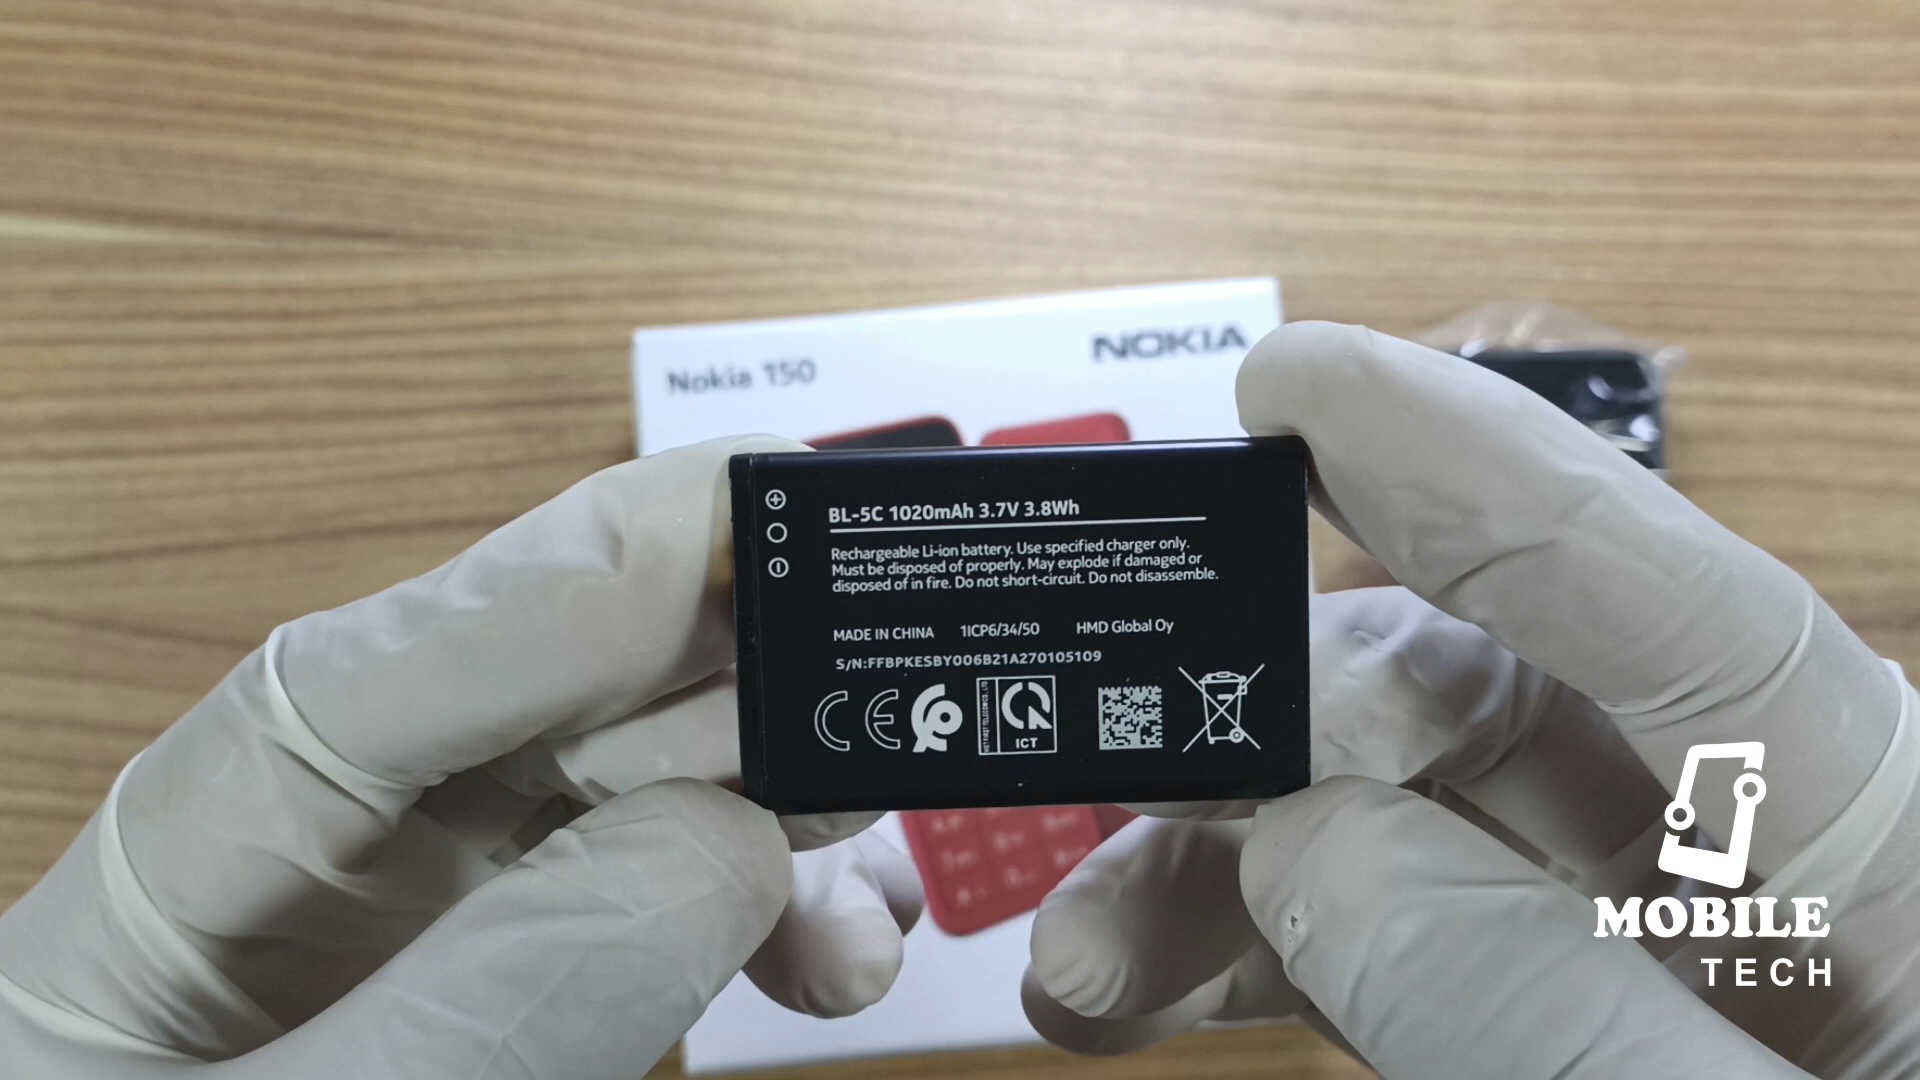 Nokia 150
NOKIA
BL-5C 1020mAh 3.7V 3.8Wh
Rechargeable Li-ion battery. Use specified charger only.
Must be disposed of properly. May explode if damaged or
disposed of in fire. Do not short-circuit. Do not disassemble.
MADE IN CHINA 1ICP6/34/50 HMD Global Oy
S/N:FFBPKESBY006B21A270105109
CE
ICT
MOBILE
TECH